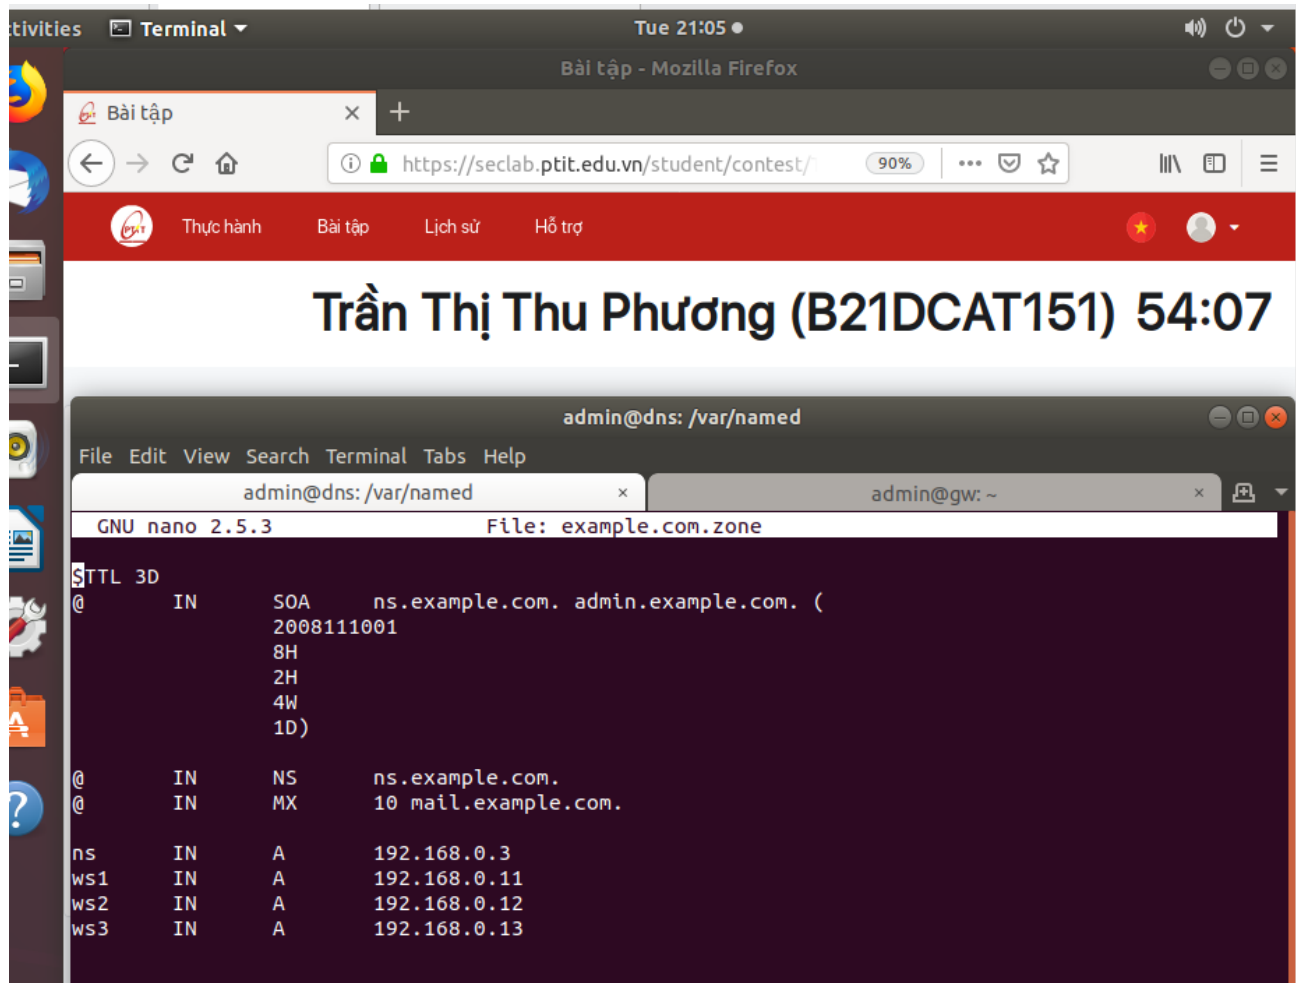 ctivities Terminal Tue 21:05
Bài tập - Mozilla Firefox
Bài tập
https://seclab.ptit.edu.vn/student/contest/ 90%
PTIT Thực hành Bài tập Lịch sử Hỗ trợ
Trần Thị Thu Phương (B21DCAT151) 54:07
admin@dns: /var/named
File Edit View Search Terminal Tabs Help
admin@dns: /var/named admin@gw: ~
GNU nano 2.5.3 File: example.com.zone
$TTL 3D
@ IN SOA ns.example.com. admin.example.com. (
2008111001
8H
2H
4W
1D)
@ IN NS ns.example.com.
@ IN MX 10 mail.example.com.
ns IN A 192.168.0.3
ws1 IN A 192.168.0.11
ws2 IN A 192.168.0.12
ws3 IN A 192.168.0.13